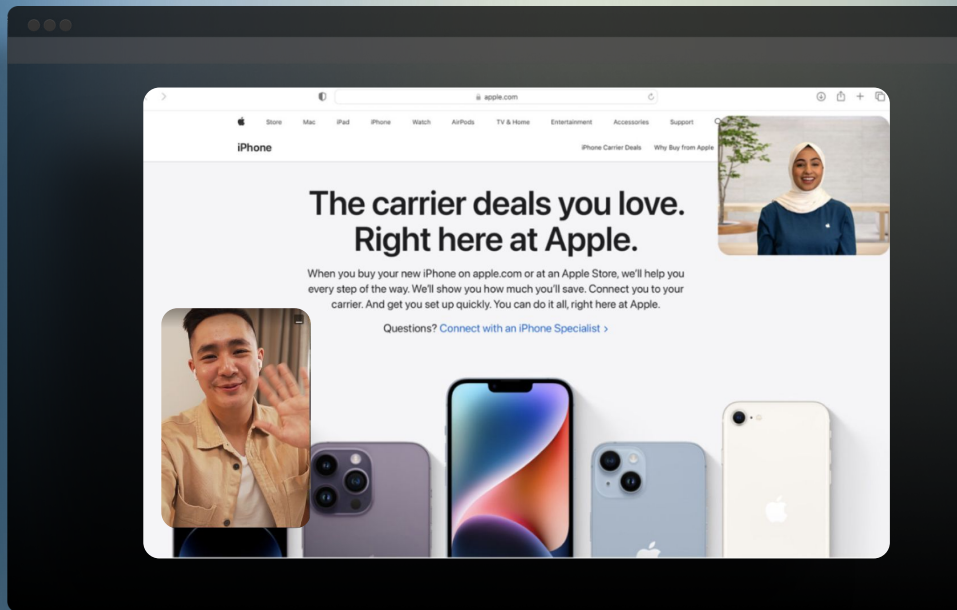 apple.com
Store Mac iPad iPhone Watch AirPods TV & Home Entertainment Accessories Support
iPhone
iPhone Carrier Deals Why Buy from Apple
The carrier deals you love.
Right here at Apple.
When you buy your new iPhone on apple.com or at an Apple Store, we'll help you
every step of the way. We'll show you how much you'll save. Connect you to your
carrier. And get you set up quickly. You can do it all, right here at Apple.
Questions? Connect with an iPhone Specialist >